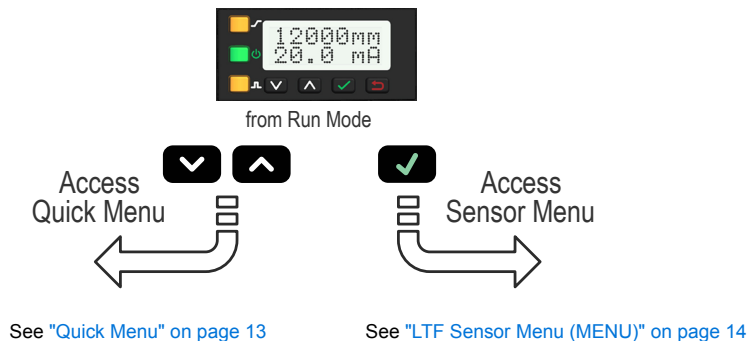 12000mm
20.0 mA
from Run Mode
Access
Quick Menu
Access
Sensor Menu
See "Quick Menu" on page 13
See "LTF Sensor Menu (MENU)" on page 14